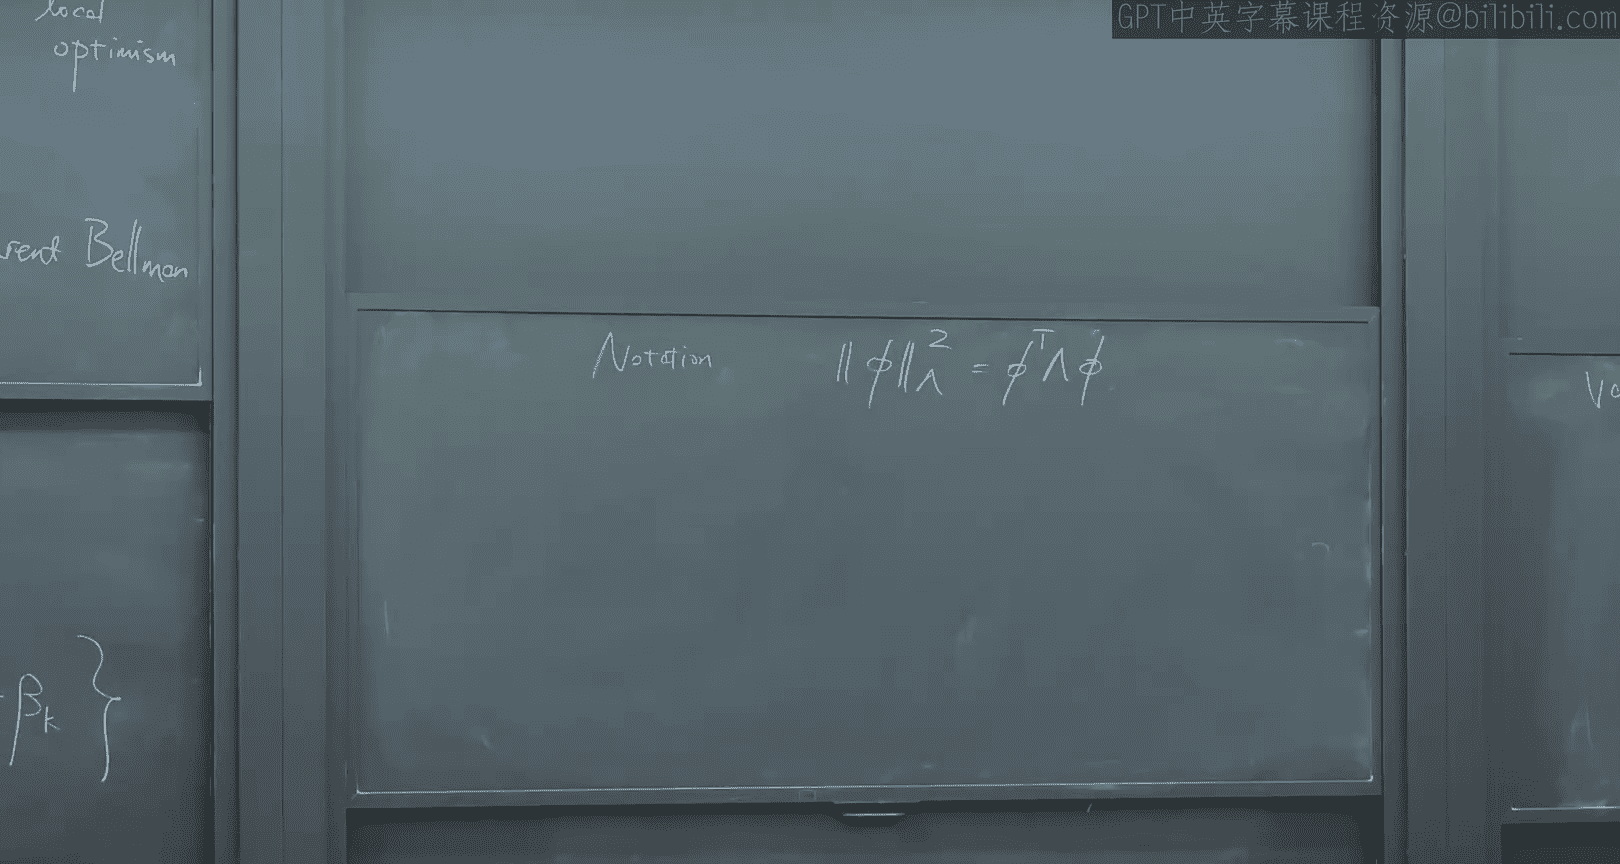 GPT中英字幕课程资源@bilibili.com
local
optimism
Bellman
β_k }
Notation ‖φ‖²_Λ = φᵀΛφ